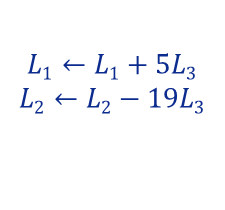 L₁ ← L₁ + 5L₃
L₂ ← L₂ − 19L₃